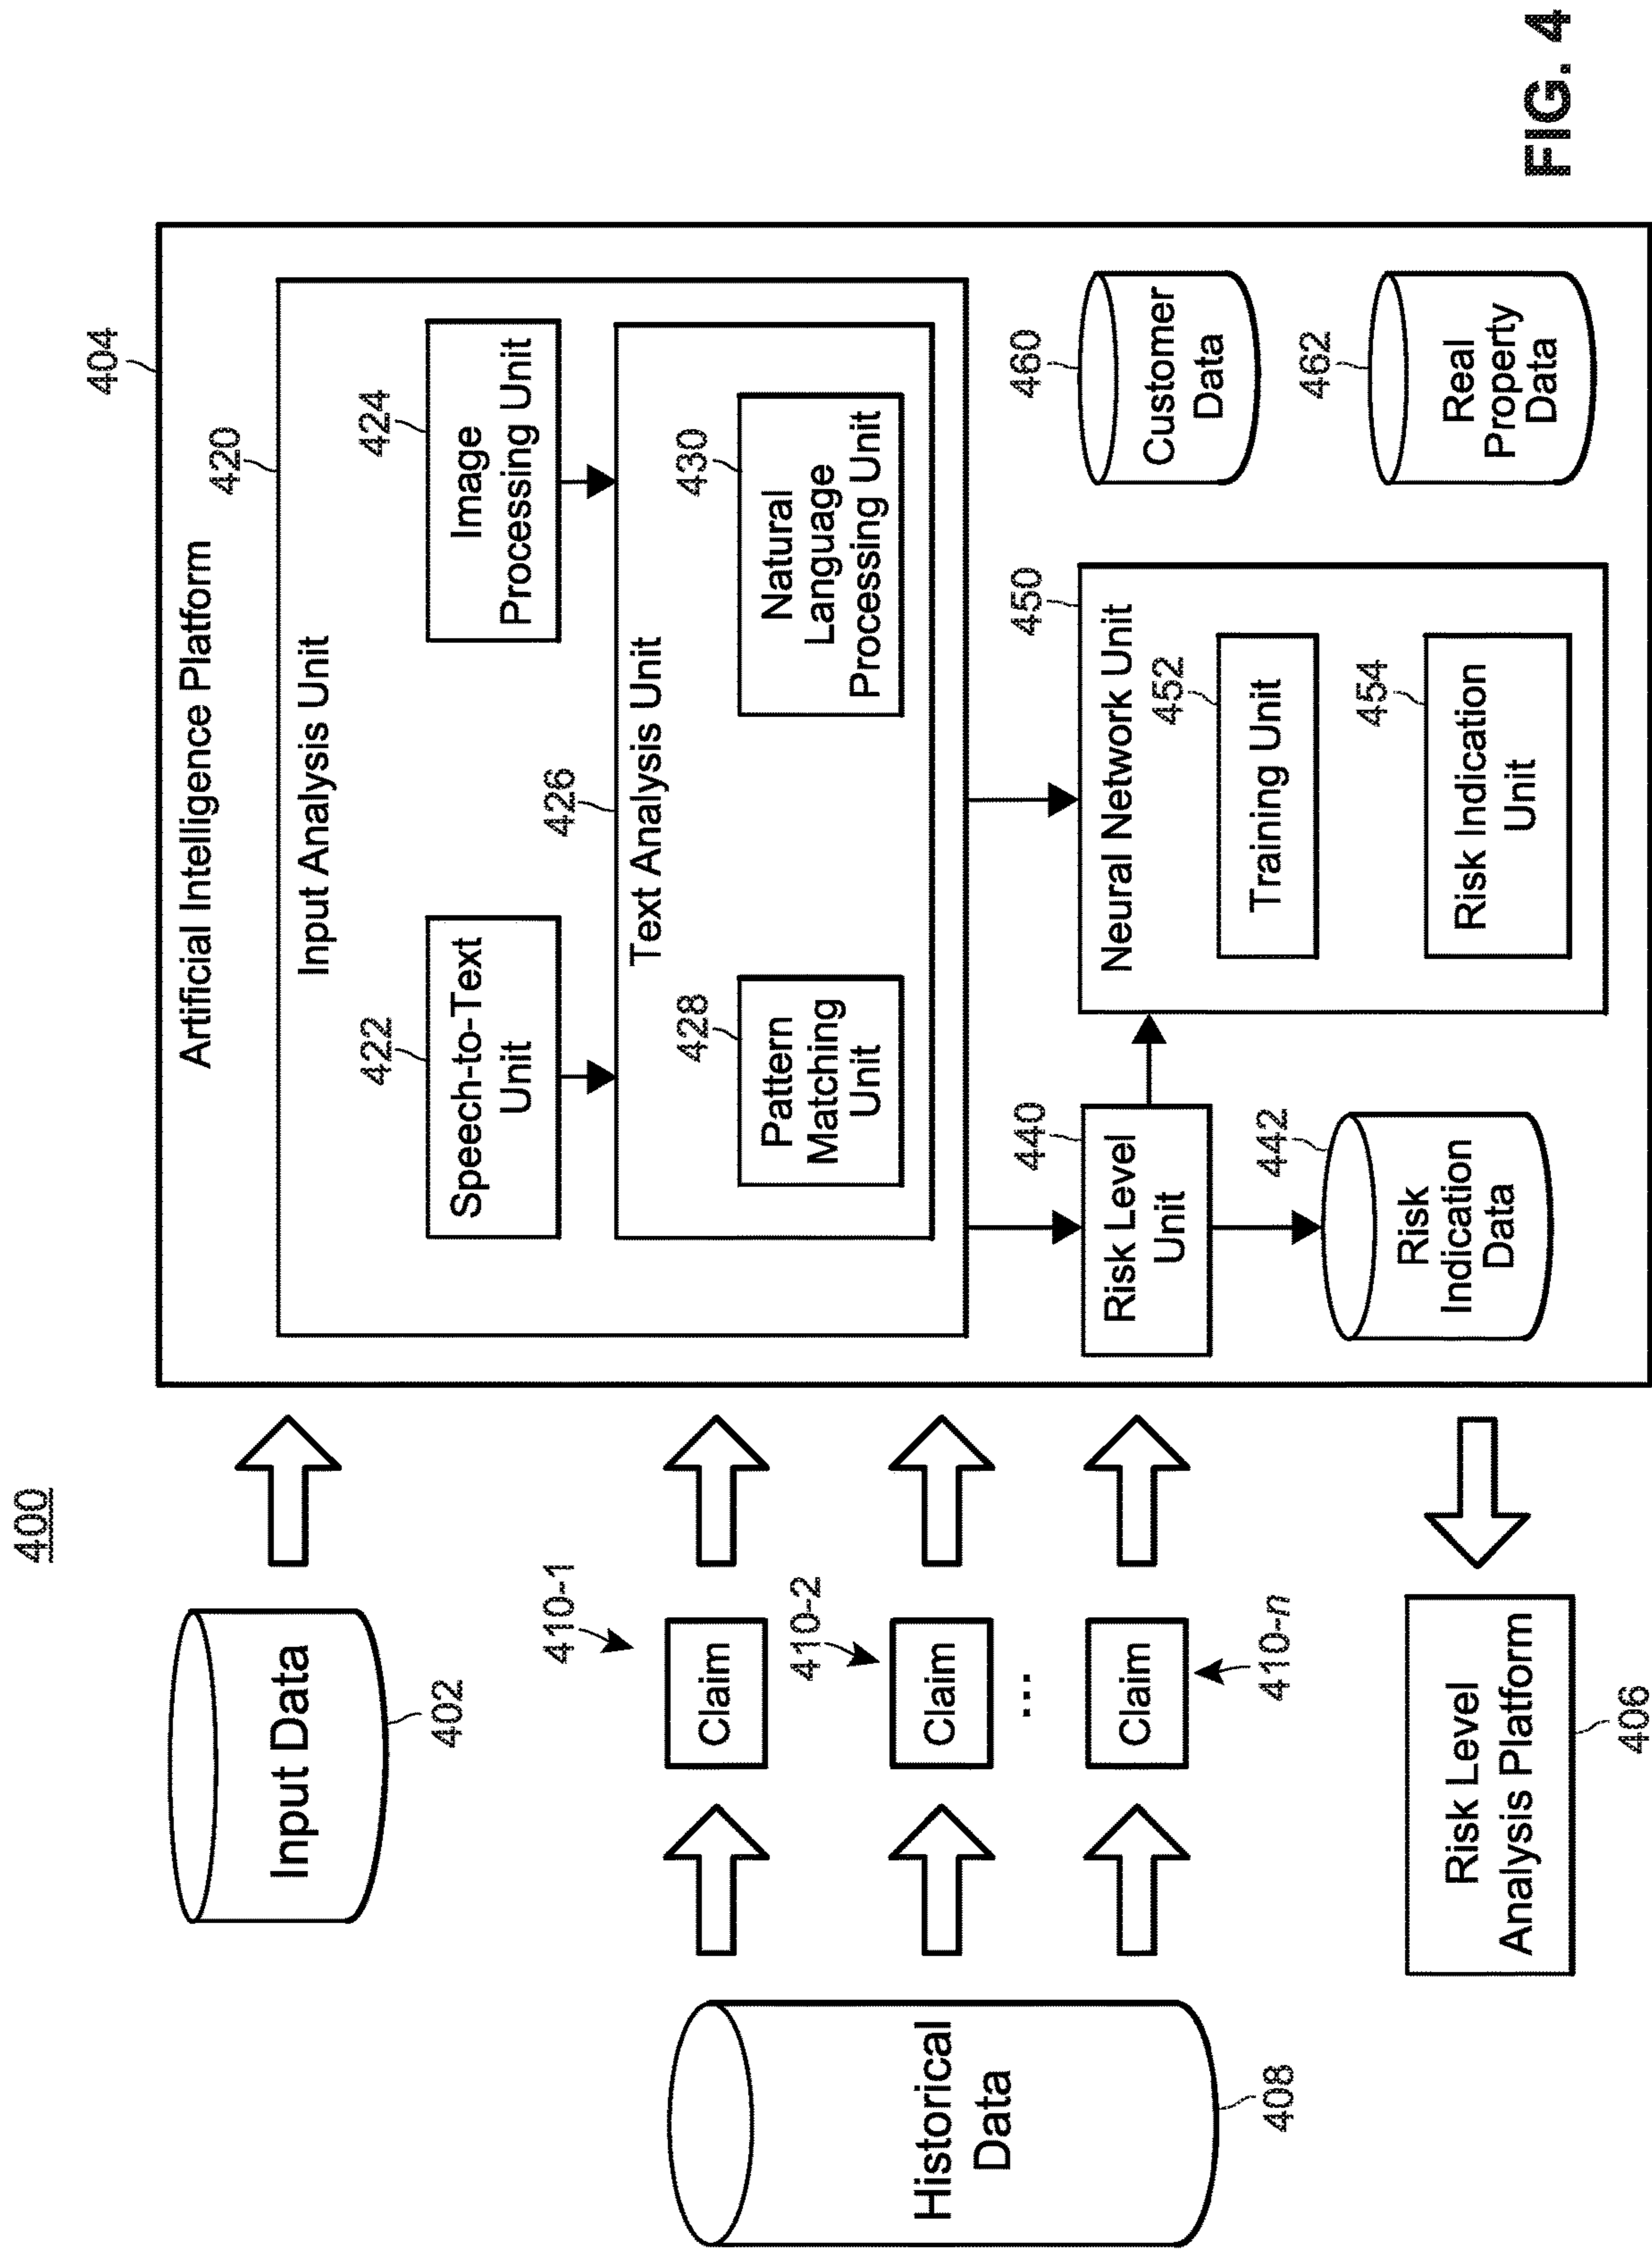 400
Input Data
402
Historical
Data
408
410-1
Claim
410-2
Claim
...
Claim
410-n
Risk Level
Analysis Platform
406
404
Artificial Intelligence Platform
420
Input Analysis Unit
422
Speech-to-Text
Unit
424
Image
Processing Unit
426
Text Analysis Unit
428
Pattern
Matching
Unit
430
Natural
Language
Processing Unit
440
Risk Level
Unit
442
Risk
Indication
Data
450
Neural Network Unit
452
Training Unit
454
Risk Indication
Unit
460
Customer
Data
462
Real
Property
Data
FIG. 4